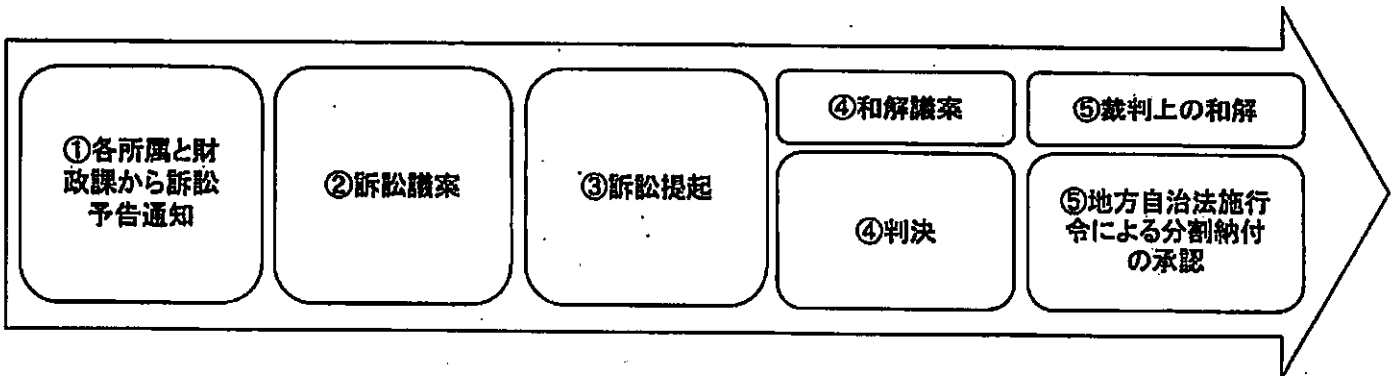 ①各所属と財
政課から訴訟
予告通知
②訴訟議案
③訴訟提起
④和解議案
④判決
⑤裁判上の和解
⑤地方自治法施行
令による分割納付
の承認